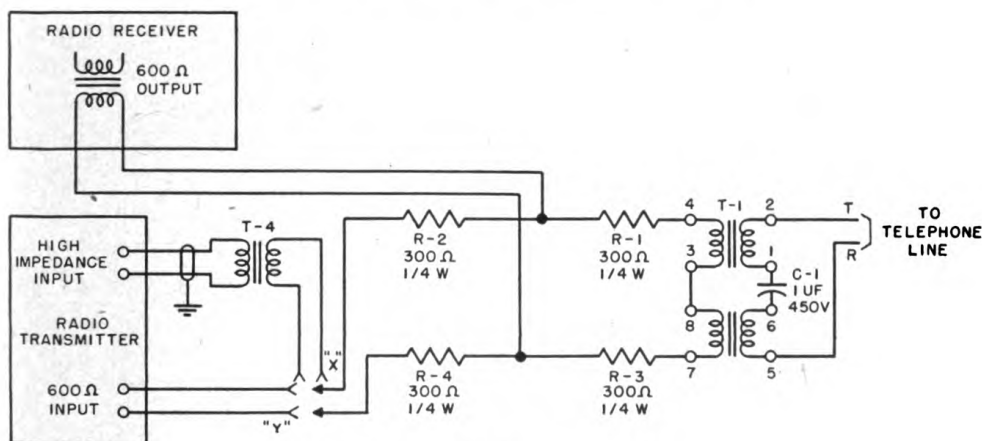 RADIO RECEIVER
600 Ω
OUTPUT
T-4
HIGH
IMPEDANCE
INPUT
RADIO
TRANSMITTER
600 Ω
INPUT
"X"
"Y"
R-2
300 Ω
1/4 W
R-1
300 Ω
1/4 W
R-4
300 Ω
1/4 W
R-3
300 Ω
1/4 W
4 T-1 2
3 1
C-1
1 UF
450V
8 6
7 5
T
R
TO
TELEPHONE
LINE